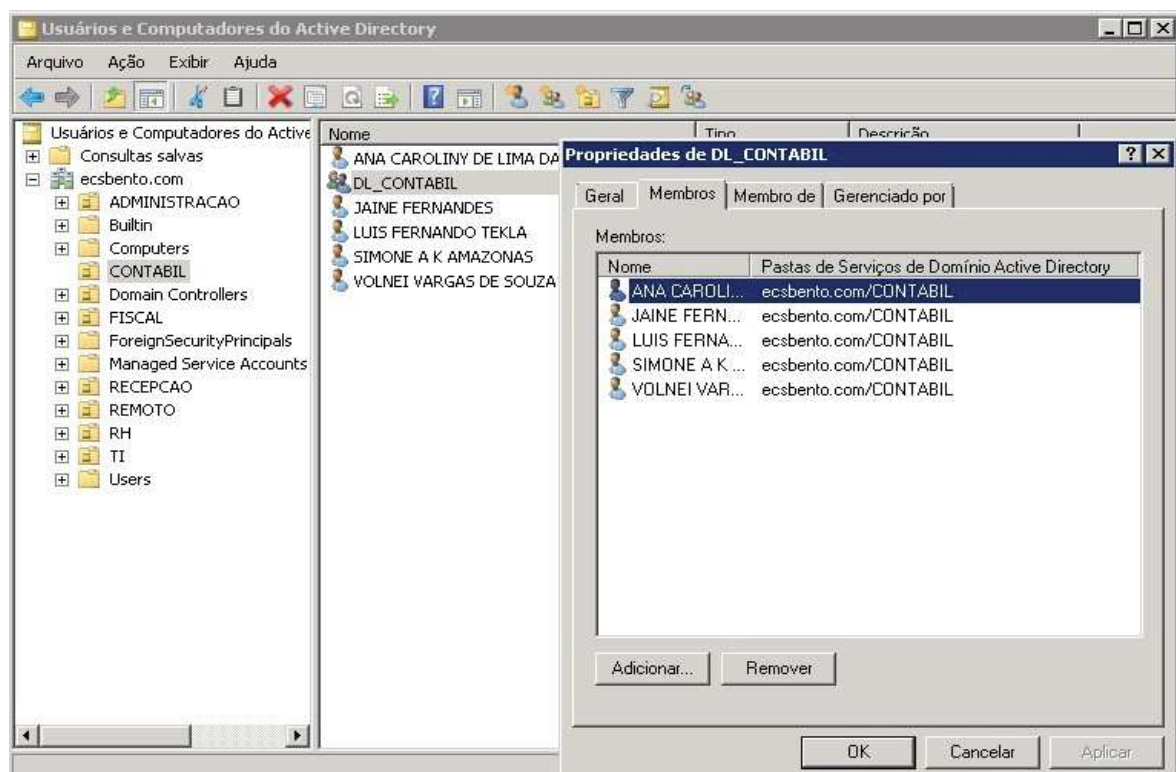 Usuários e Computadores do Active Directory
Arquivo Ação Exibir Ajuda
Usuários e Computadores do Active
Consultas salvas
ecsbento.com
ADMINISTRACAO
Builtin
Computers
CONTABIL
Domain Controllers
FISCAL
ForeignSecurityPrincipals
Managed Service Accounts
RECEPCAO
REMOTO
RH
TI
Users
Nome Tipo Descrição
ANA CAROLINY DE LIMA DA
DL_CONTABIL
JAINE FERNANDES
LUIS FERNANDO TEKLA
SIMONE A K AMAZONAS
VOLNEI VARGAS DE SOUZA
Propriedades de DL_CONTABIL
Geral Membros Membro de Gerenciado por
Membros:
Nome Pastas de Serviços de Domínio Active Directory
ANA CAROLI... ecsbento.com/CONTABIL
JAINE FERN... ecsbento.com/CONTABIL
LUIS FERNA... ecsbento.com/CONTABIL
SIMONE A K ... ecsbento.com/CONTABIL
VOLNEI VAR... ecsbento.com/CONTABIL
Adicionar... Remover
OK Cancelar Aplicar